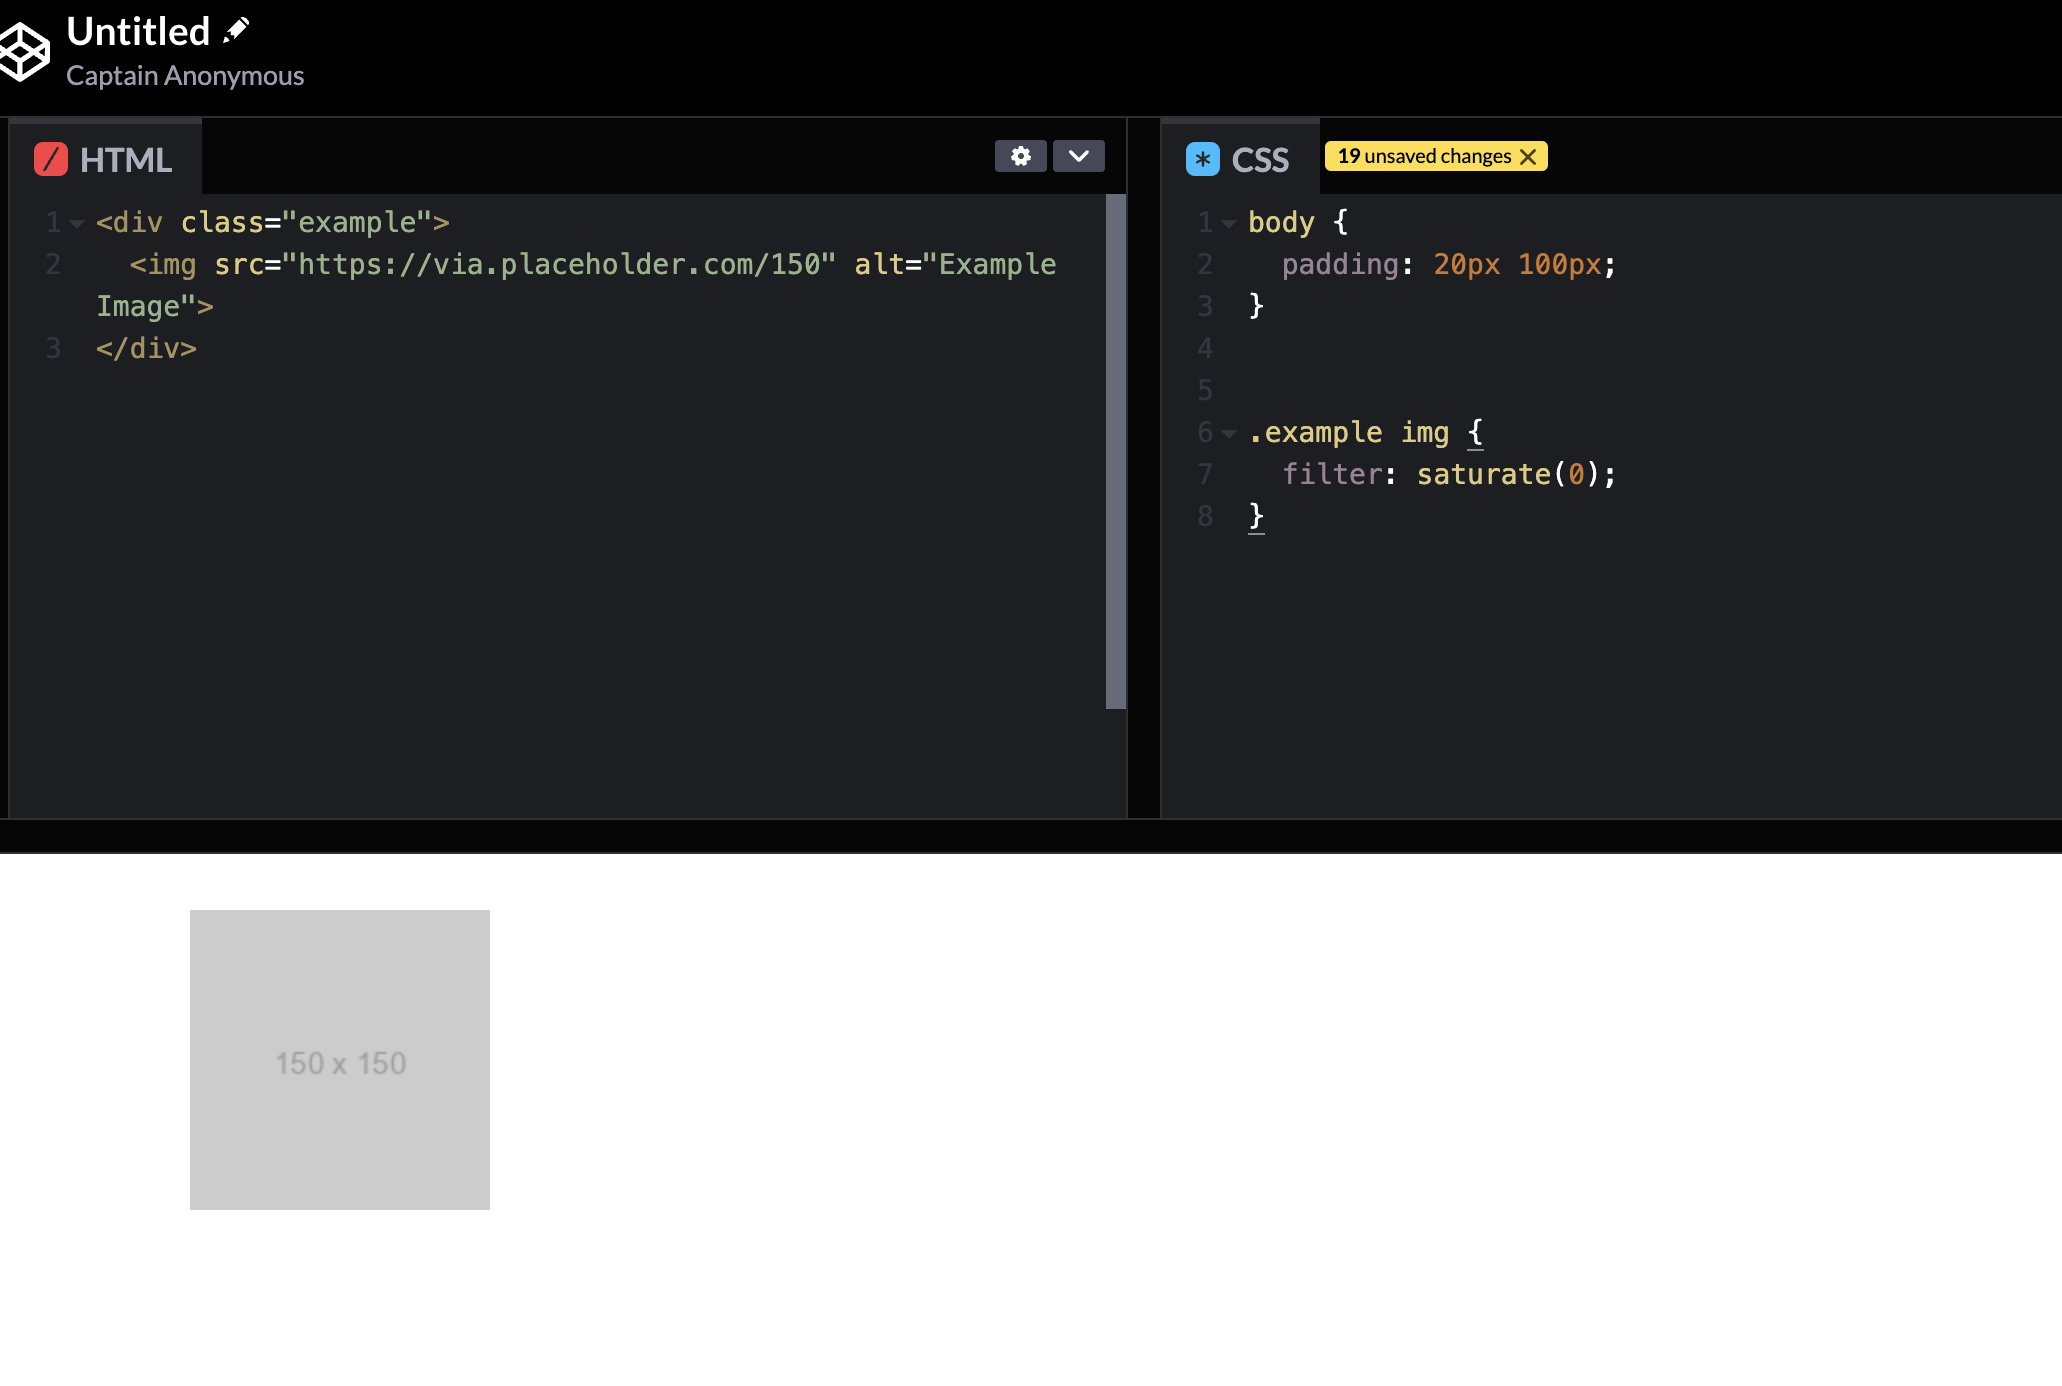 Untitled
Captain Anonymous
HTML
1 <div class="example">
2 <img src="https://via.placeholder.com/150" alt="Example
Image">
3 </div>
CSS
19 unsaved changes
1 body {
2 padding: 20px 100px;
3 }
4
5
6 .example img {
7 filter: saturate(0);
8 }
150 x 150